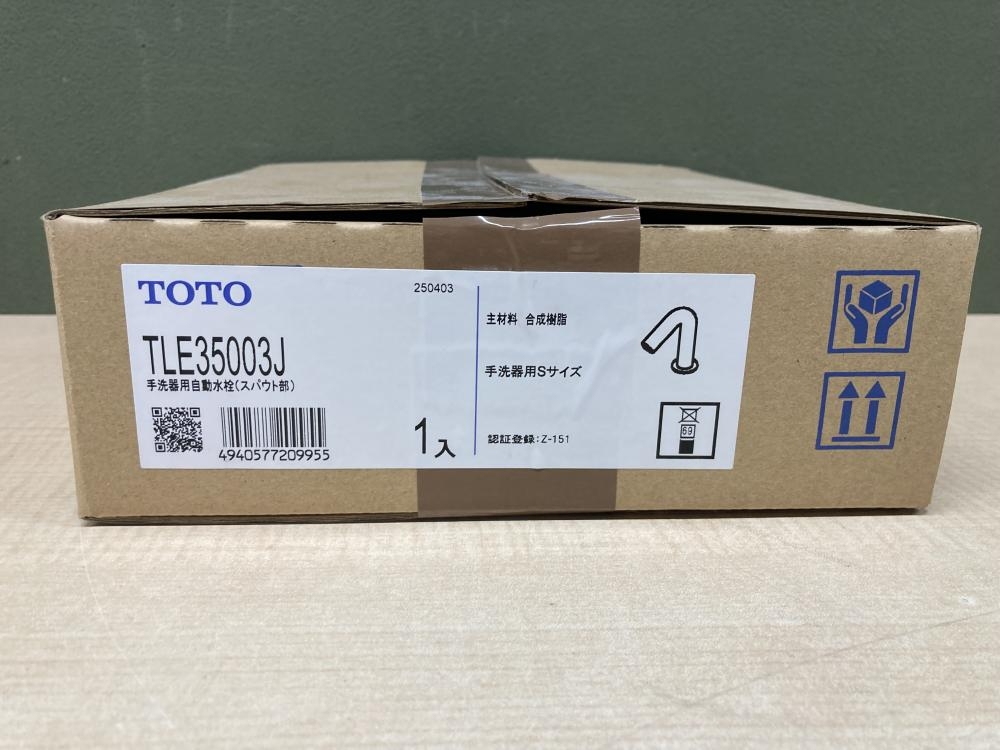 TOTO
250403
TLE35003J
手洗器用自動水栓(スパウト部)
4940577209955
1入
主材料 合成樹脂
手洗器用Sサイズ
認証登録:Z-151
69